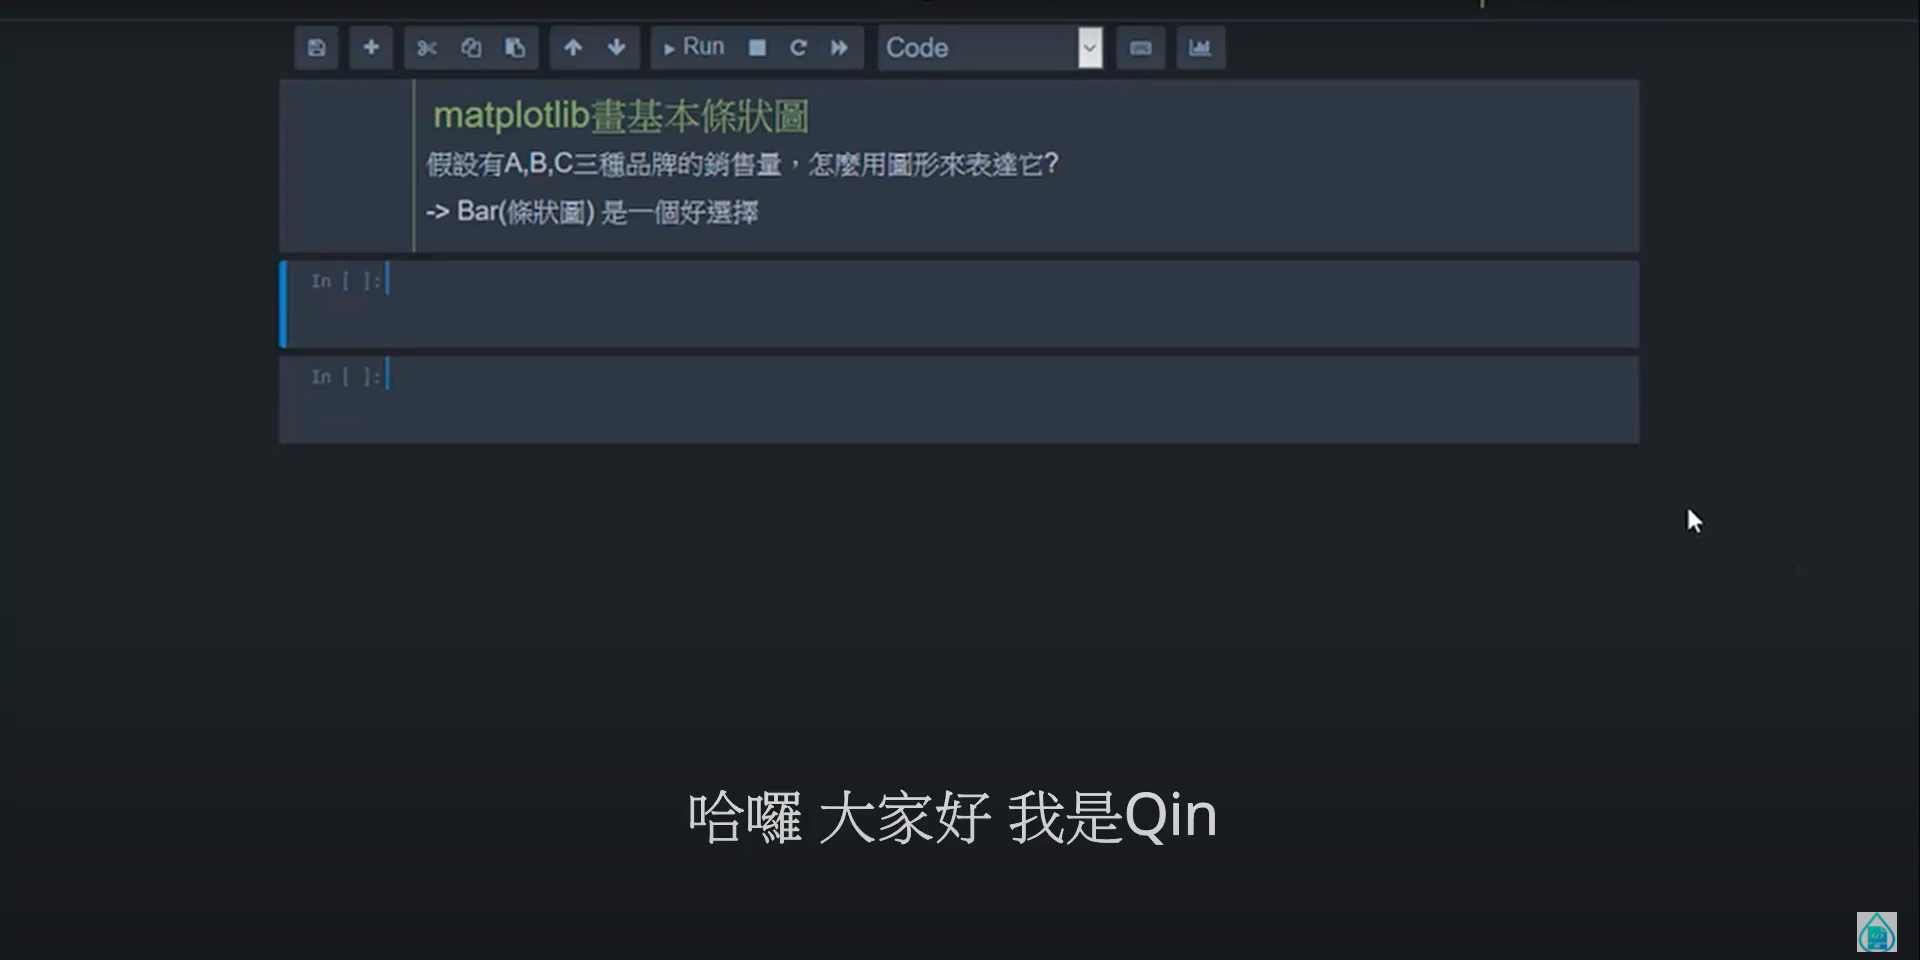 Run Code
matplotlib畫基本條狀圖
假設有A,B,C三種品牌的銷售量，怎麼用圖形來表達它?
-> Bar(條狀圖) 是一個好選擇
In [ ]:
In [ ]:
哈囉 大家好 我是Qin